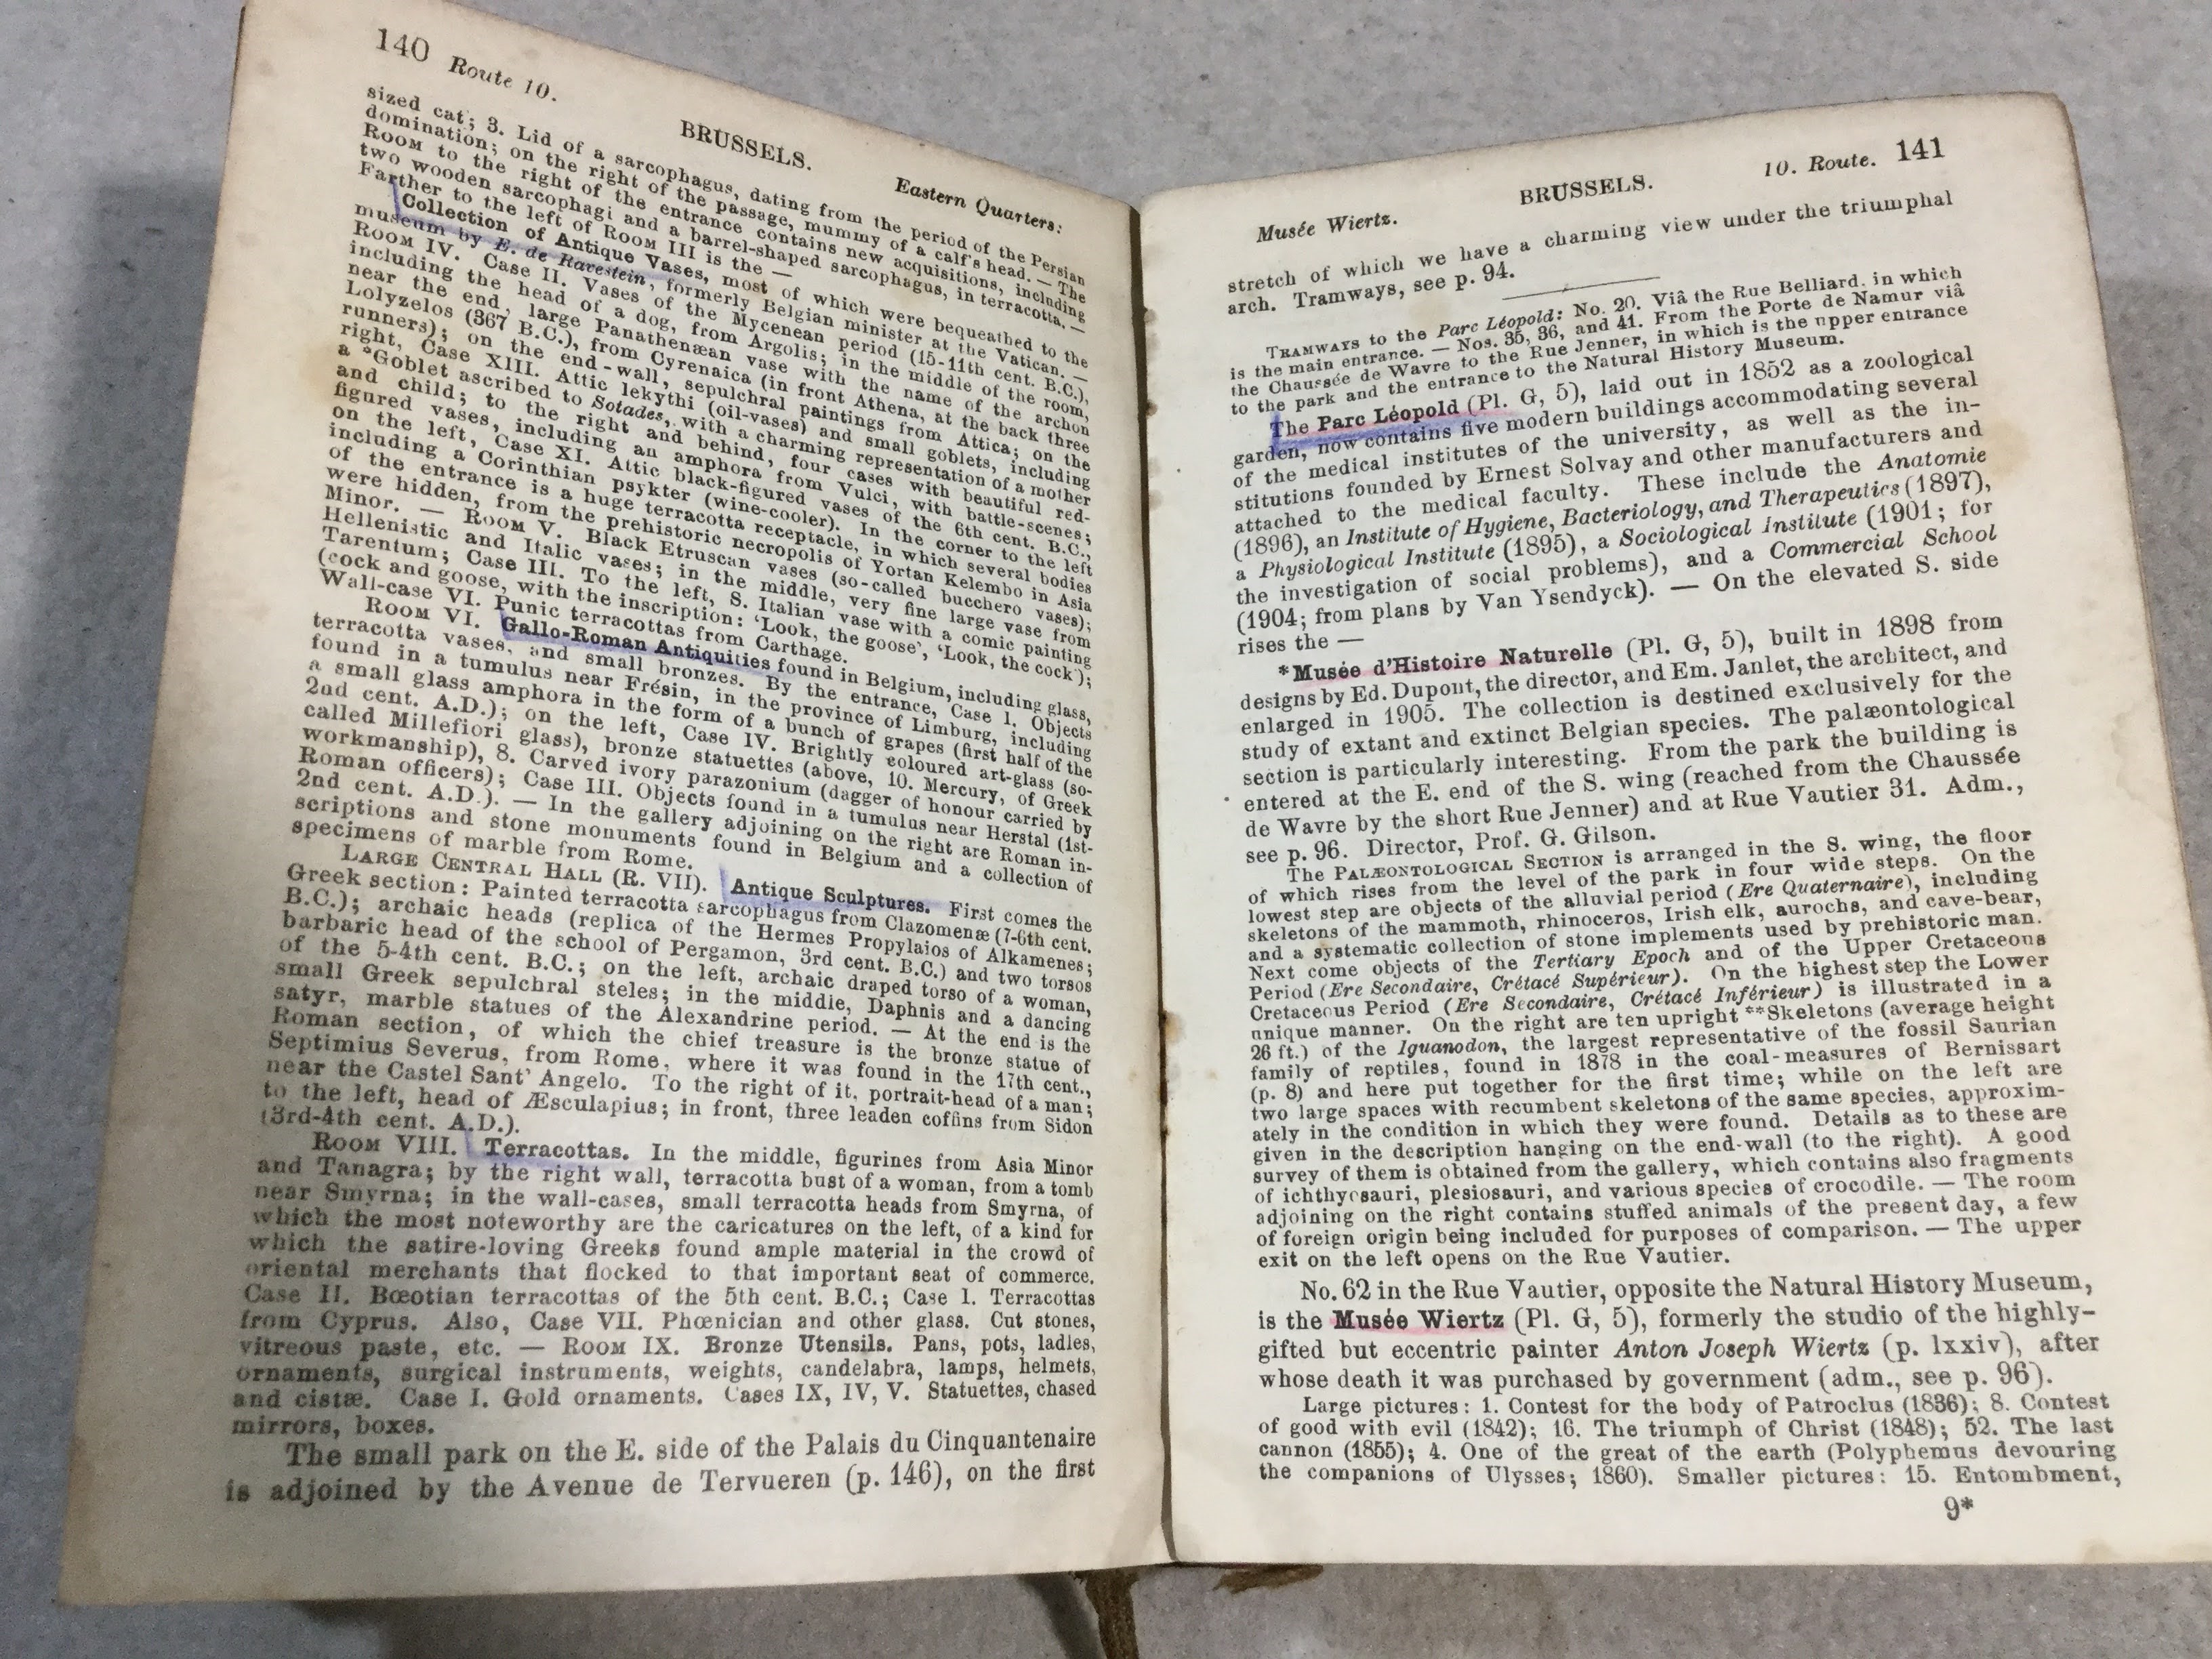 140 Route 10. BRUSSELS. Eastern Quarters:
sized cat; 3. Lid of a sarcophagus, dating from the period of the Persian
domination; on the right of the passage, mummy of a calf's head. — The
ROOM to the right of the entrance contains new acquisitions, including
two wooden sarcophagi and a barrel-shaped sarcophagus, in terracotta. —
Farther to the left of ROOM III is the —
Collection of Antique Vases, most of which were bequeathed to the
museum by E. de Ravestein, formerly Belgian minister at the Vatican. —
ROOM IV. Case II. Vases of the Mycenean period (15-11th cent. B.C.),
including the head of a dog, from Argolis; in the middle of the room,
near the end, large Panathenæan vase with the name of the archon
Lolyzelos (367 B.C.), from Cyrenaica (in front Athena, at the back three
runners); on the end-wall, sepulchral paintings from Attica; on the
right, Case XIII. Attic lekythi (oil-vases) and small goblets, including
a *Goblet ascribed to Sotades, with a charming representation of a mother
and child; to the right and behind, four cases with beautiful red-
figured vases, including an amphora from Vulci, with battle-scenes;
on the left, Case XI. Attic black-figured vases of the 6th cent. B.C.,
including a Corinthian psykter (wine-cooler). In the corner to the left
of the entrance is a huge terracotta receptacle, in which several bodies
were hidden, from the prehistoric necropolis of Yortan Kelembo in Asia
Minor. — ROOM V. Black Etruscan vases (so-called bucchero vases);
Hellenistic and Italic vases; in the middle, very fine large vase from
Tarentum; Case III. To the left, S. Italian vase with a comic painting
(cock and goose, with the inscription: 'Look, the goose', 'Look, the cock');
Wall-case VI. Punic terracottas from Carthage.
ROOM VI. Gallo-Roman Antiquities found in Belgium, including glass,
terracotta vases, and small bronzes. By the entrance, Case I. Objects
found in a tumulus near Frésin, in the province of Limburg, including
a small glass amphora in the form of a bunch of grapes (first half of the
2nd cent. A.D.); on the left, Case IV. Brightly coloured art-glass (so-
called Millefiori glass), bronze statuettes (above, 10. Mercury, of Greek
workmanship), 8. Carved ivory parazonium (dagger of honour carried by
Roman officers); Case III. Objects found in a tumulus near Herstal (1st-
2nd cent. A.D.). — In the gallery adjoining on the right are Roman in-
scriptions and stone monuments found in Belgium and a collection of
specimens of marble from Rome.
LARGE CENTRAL HALL (R. VII). Antique Sculptures. First comes the
Greek section: Painted terracotta sarcophagus from Clazomenæ (7-6th cent.
B.C.); archaic heads (replica of the Hermes Propylaios of Alkamenes;
barbaric head of the school of Pergamon, 3rd cent. B.C.) and two torsos
of the 5-4th cent. B.C.; on the left, archaic draped torso of a woman,
small Greek sepulchral steles; in the middle, Daphnis and a dancing
satyr, marble statues of the Alexandrine period. — At the end is the
Roman section, of which the chief treasure is the bronze statue of
Septimius Severus, from Rome, where it was found in the 17th cent.,
near the Castel Sant' Angelo. To the right of it, portrait-head of a man;
to the left, head of Æsculapius; in front, three leaden coffins from Sidon
(3rd-4th cent. A.D.).
ROOM VIII. Terracottas. In the middle, figurines from Asia Minor
and Tanagra; by the right wall, terracotta bust of a woman, from a tomb
near Smyrna; in the wall-cases, small terracotta heads from Smyrna, of
which the most noteworthy are the caricatures on the left, of a kind for
which the satire-loving Greeks found ample material in the crowd of
oriental merchants that flocked to that important seat of commerce.
Case II. Bœotian terracottas of the 5th cent. B.C.; Case I. Terracottas
from Cyprus. Also, Case VII. Phœnician and other glass. Cut stones,
vitreous paste, etc. — ROOM IX. Bronze Utensils. Pans, pots, ladles,
ornaments, surgical instruments, weights, candelabra, lamps, helmets,
and cistæ. Case I. Gold ornaments. Cases IX, IV, V. Statuettes, chased
mirrors, boxes.
The small park on the E. side of the Palais du Cinquantenaire
is adjoined by the Avenue de Tervueren (p. 146), on the first
Musée Wiertz. BRUSSELS. 10. Route. 141
stretch of which we have a charming view under the triumphal
arch. Tramways, see p. 94.
TRAMWAYS to the Parc Léopold: No. 20. Viâ the Rue Belliard, in which
is the main entrance. — Nos. 35, 36, and 41. From the Porte de Namur viâ
the Chaussée de Wavre to the Rue Jenner, in which is the upper entrance
to the park and the entrance to the Natural History Museum.
The Parc Léopold (Pl. G, 5), laid out in 1852 as a zoological
garden, now contains five modern buildings accommodating several
of the medical institutes of the university, as well as the in-
stitutions founded by Ernest Solvay and other manufacturers and
attached to the medical faculty. These include the Anatomie
(1896), an Institute of Hygiene, Bacteriology, and Therapeutics (1897),
a Physiological Institute (1895), a Sociological Institute (1901; for
the investigation of social problems), and a Commercial School
(1904; from plans by Van Ysendyck). — On the elevated S. side
rises the —
*Musée d'Histoire Naturelle (Pl. G, 5), built in 1898 from
designs by Ed. Dupont, the director, and Em. Janlet, the architect, and
enlarged in 1905. The collection is destined exclusively for the
study of extant and extinct Belgian species. The palæontological
section is particularly interesting. From the park the building is
entered at the E. end of the S. wing (reached from the Chaussée
de Wavre by the short Rue Jenner) and at Rue Vautier 31. Adm.,
see p. 96. Director, Prof. G. Gilson.
The PALÆONTOLOGICAL SECTION is arranged in the S. wing, the floor
of which rises from the level of the park in four wide steps. On the
lowest step are objects of the alluvial period (Ere Quaternaire), including
skeletons of the mammoth, rhinoceros, Irish elk, aurochs, and cave-bear,
and a systematic collection of stone implements used by prehistoric man.
Next come objects of the Tertiary Epoch and of the Upper Cretaceous
Period (Ere Secondaire, Crétacé Supérieur). On the highest step the Lower
Cretaceous Period (Ere Secondaire, Crétacé Inférieur) is illustrated in a
unique manner. On the right are ten upright **Skeletons (average height
26 ft.) of the Iguanodon, the largest representative of the fossil Saurian
family of reptiles, found in 1878 in the coal-measures of Bernissart
(p. 8) and here put together for the first time; while on the left are
two large spaces with recumbent skeletons of the same species, approxim-
ately in the condition in which they were found. Details as to these are
given in the description hanging on the end-wall (to the right). A good
survey of them is obtained from the gallery, which contains also fragments
of ichthyosauri, plesiosauri, and various species of crocodile. — The room
adjoining on the right contains stuffed animals of the present day, a few
of foreign origin being included for purposes of comparison. — The upper
exit on the left opens on the Rue Vautier.
No. 62 in the Rue Vautier, opposite the Natural History Museum,
is the Musée Wiertz (Pl. G, 5), formerly the studio of the highly-
gifted but eccentric painter Anton Joseph Wiertz (p. lxxiv), after
whose death it was purchased by government (adm., see p. 96).
Large pictures: 1. Contest for the body of Patroclus (1836); 8. Contest
of good with evil (1842); 16. The triumph of Christ (1848); 52. The last
cannon (1855); 4. One of the great of the earth (Polyphemus devouring
the companions of Ulysses; 1860). Smaller pictures: 15. Entombment,
9*